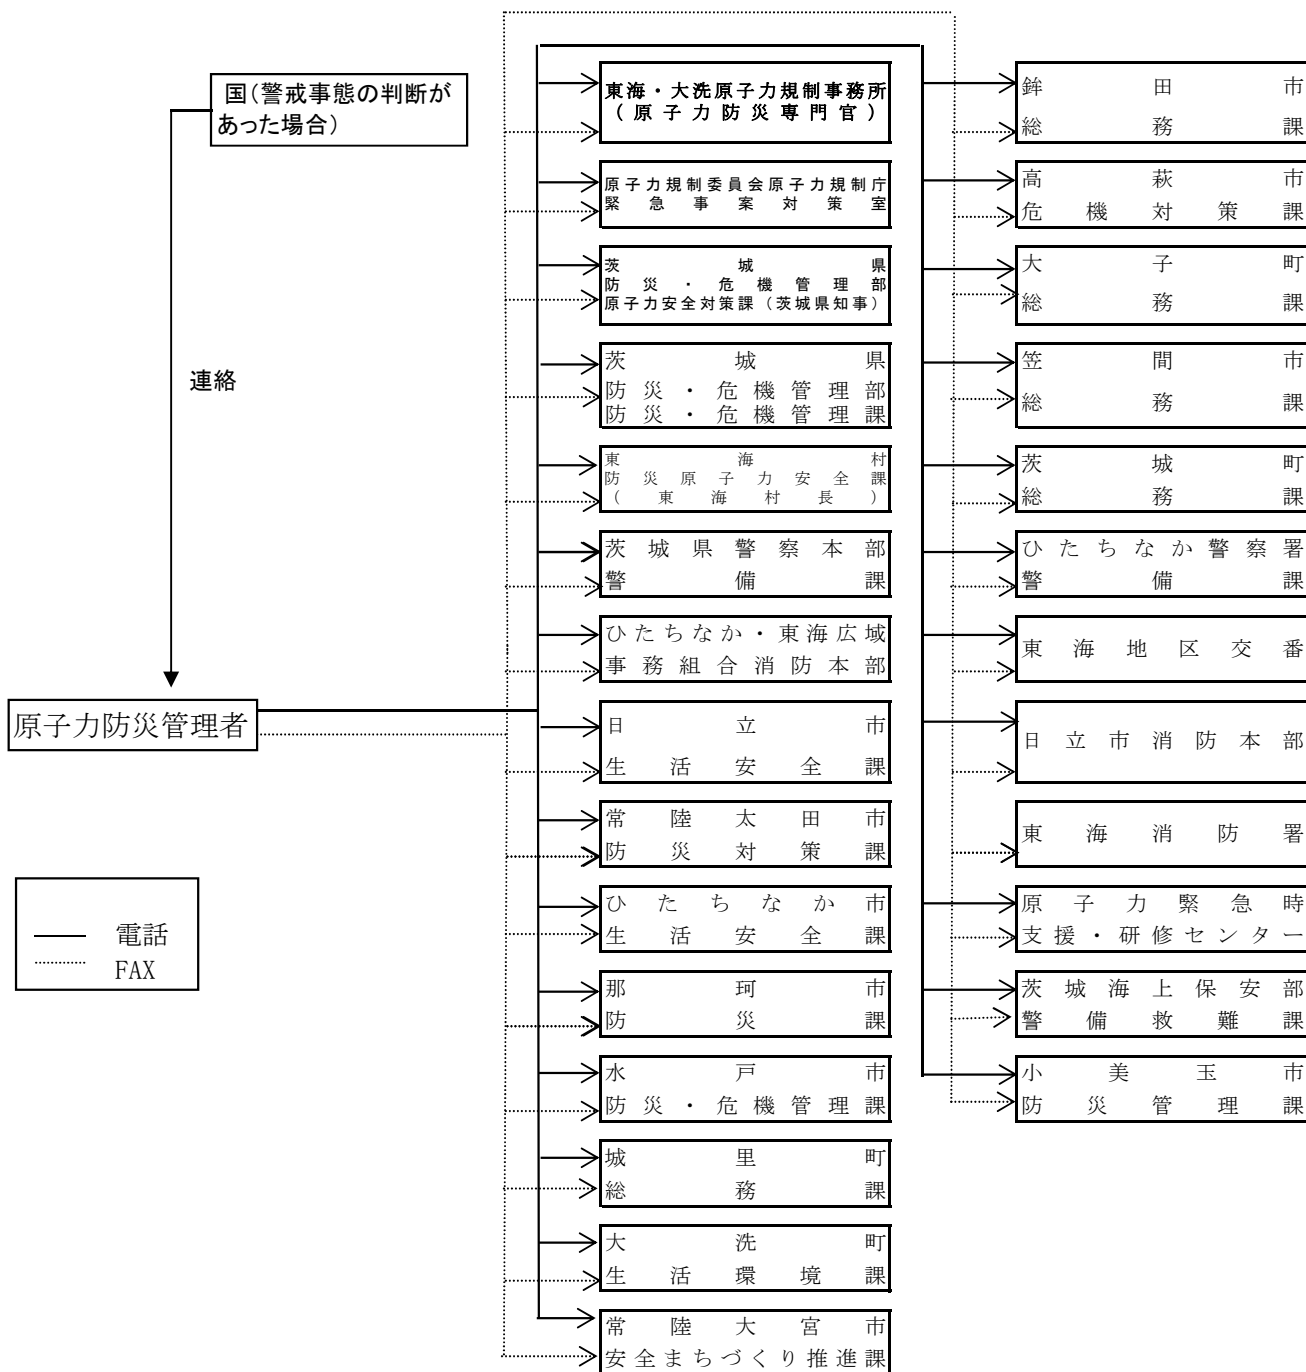 国(警戒事態の判断が
あった場合)
連絡
原子力防災管理者
電話
FAX
東海・大洗原子力規制事務所
(原子力防災専門官)
原子力規制委員会原子力規制庁
緊急事案対策室
茨城県
防災・危機管理部
原子力安全対策課(茨城県知事)
茨城県
防災・危機管理部
防災・危機管理課
東海村
防災原子力安全課
(東海村長)
茨城県警察本部
警備課
ひたちなか・東海広域
事務組合消防本部
日立市
生活安全課
常陸太田市
防災対策課
ひたちなか市
生活安全課
那珂市
防災課
水戸市
防災・危機管理課
城里町
総務課
大洗町
生活環境課
常陸大宮市
安全まちづくり推進課
鉾田市
総務課
高萩市
危機対策課
大子町
総務課
笠間市
総務課
茨城町
総務課
ひたちなか警察署
警備課
東海地区交番
日立市消防本部
東海消防署
原子力緊急時
支援・研修センター
茨城海上保安部
警備救難課
小美玉市
防災管理課